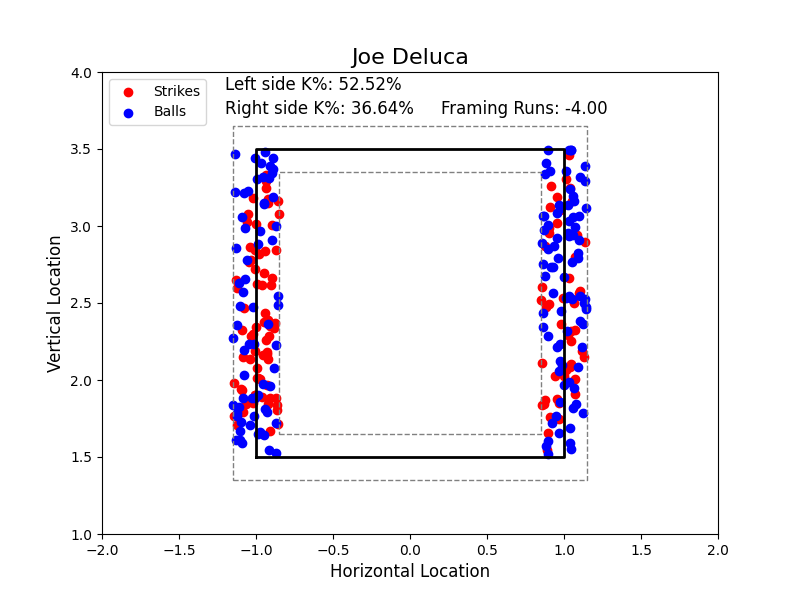 Joe Deluca
Strikes
Balls
Left side K%: 52.52%
Right side K%: 36.64%
Framing Runs: -4.00
Vertical Location
4.0
3.5
3.0
2.5
2.0
1.5
1.0
−2.0 −1.5 −1.0 −0.5 0.0 0.5 1.0 1.5 2.0
Horizontal Location